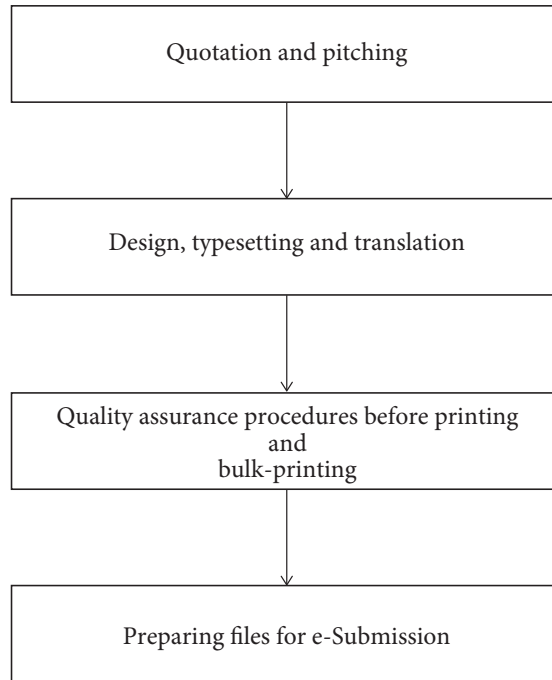 Quotation and pitching
Design, typesetting and translation
Quality assurance procedures before printing
and
bulk-printing
Preparing files for e-Submission